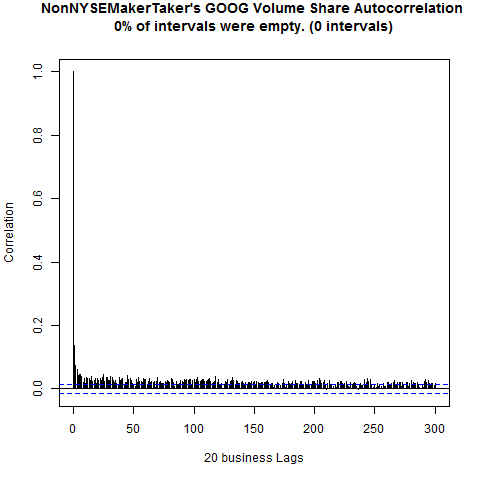 NonNYSEMakerTaker's GOOG Volume Share Autocorrelation
0% of intervals were empty. (0 intervals)
1.0
0.8
0.6
0.4
0.2
0.0
Correlation
0 50 100 150 200 250 300
20 business Lags